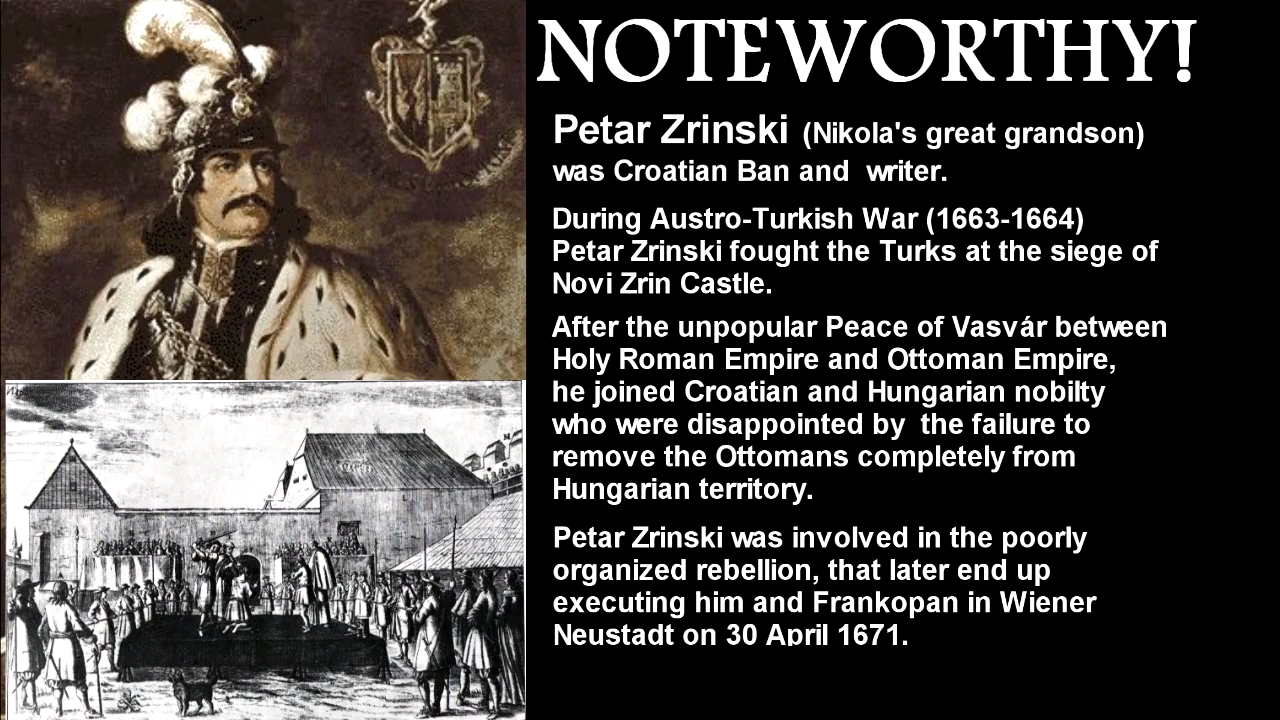 NOTEWORTHY!
Petar Zrinski (Nikola's great grandson)
was Croatian Ban and  writer.
During Austro-Turkish War (1663-1664)
Petar Zrinski fought the Turks at the siege of
Novi Zrin Castle.
After the unpopular Peace of Vasvár between
Holy Roman Empire and Ottoman Empire,
he joined Croatian and Hungarian nobilty
who were disappointed by  the failure to
remove the Ottomans completely from
Hungarian territory.
Petar Zrinski was involved in the poorly
organized rebellion, that later end up
executing him and Frankopan in Wiener
Neustadt on 30 April 1671.